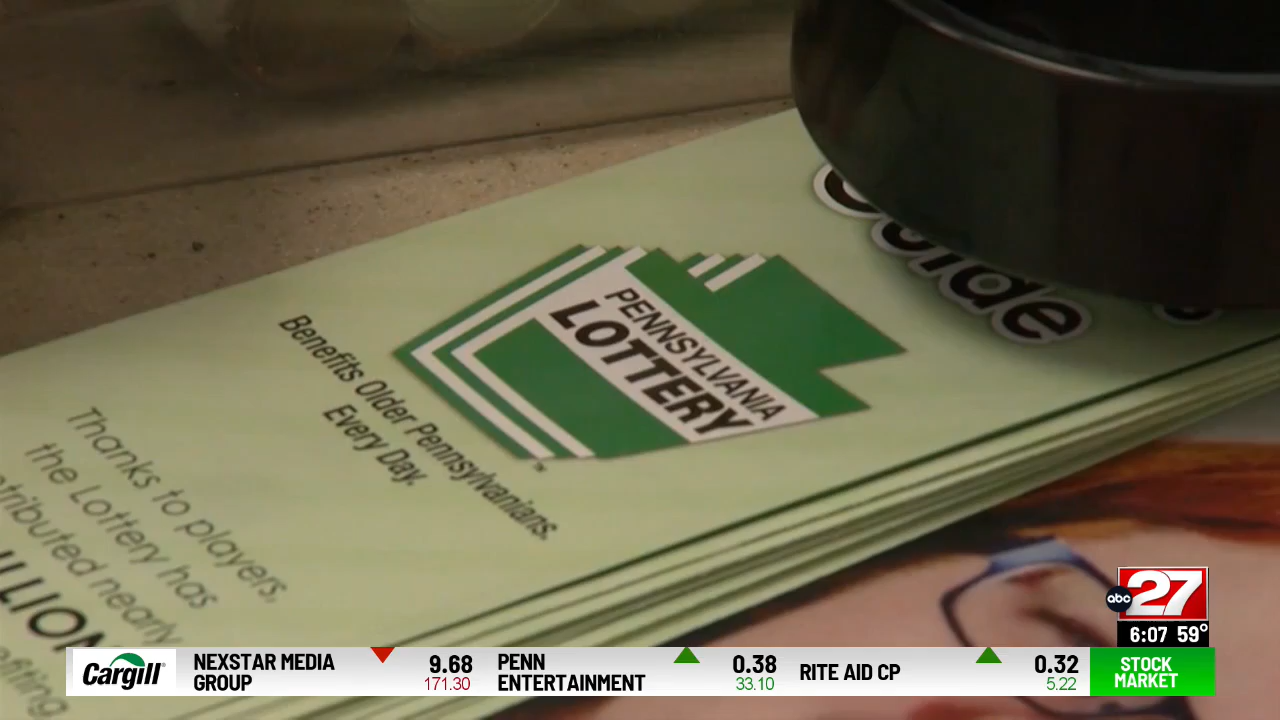 PENNSYLVANIA
LOTTERY
Benefits Older Pennsylvanians.
Every Day.
Thanks to players,
the Lottery has
nearly
abc 27
6:07 59°
Cargill
NEXSTAR MEDIA
GROUP
9.68
171.30
PENN
ENTERTAINMENT
0.38
33.10
RITE AID CP
0.32
5.22
STOCK
MARKET